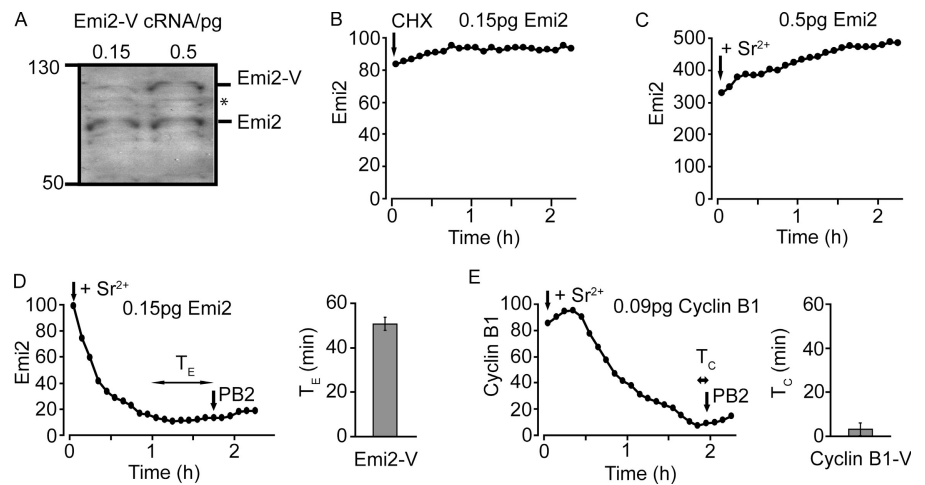 A
Emi2-V cRNA/pg
0.15 0.5
130
50
Emi2-V
*
Emi2
B
CHX
0.15pg Emi2
Emi2
100
80
60
40
20
0
0 1 2
Time (h)
C
0.5pg Emi2
+ Sr²⁺
Emi2
500
400
300
200
100
0
0 1 2
Time (h)
D
+ Sr²⁺
0.15pg Emi2
Emi2
100
80
60
40
20
0
T_E
PB2
0 1 2
Time (h)
T_E (min)
60
40
20
0
Emi2-V
E
+ Sr²⁺
0.09pg Cyclin B1
Cyclin B1
100
80
60
40
20
0
T_C
PB2
0 1 2
Time (h)
T_C (min)
60
40
20
0
Cyclin B1-V